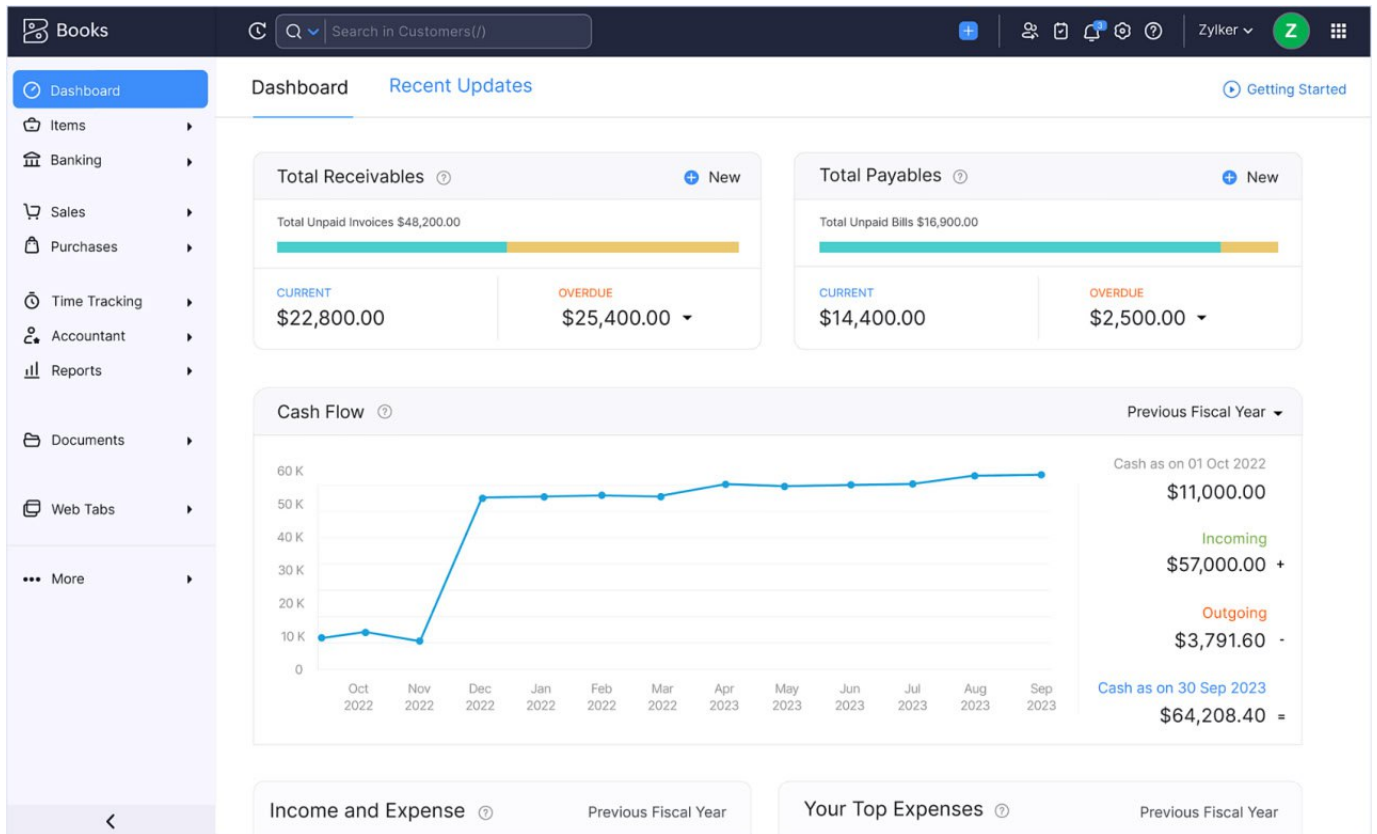 Books
Search in Customers(/)
3
Zylker
Z
Dashboard
Items
Banking
Sales
Purchases
Time Tracking
Accountant
Reports
Documents
Web Tabs
More
Dashboard
Recent Updates
Getting Started
Total Receivables
New
Total Unpaid Invoices $48,200.00
CURRENT
$22,800.00
OVERDUE
$25,400.00
Total Payables
New
Total Unpaid Bills $16,900.00
CURRENT
$14,400.00
OVERDUE
$2,500.00
Cash Flow
Previous Fiscal Year
60 K
50 K
40 K
30 K
20 K
10 K
0
Oct 2022
Nov 2022
Dec 2022
Jan 2022
Feb 2022
Mar 2022
Apr 2023
May 2023
Jun 2023
Jul 2023
Aug 2023
Sep 2023
Cash as on 01 Oct 2022
$11,000.00
Incoming
$57,000.00 +
Outgoing
$3,791.60 -
Cash as on 30 Sep 2023
$64,208.40 =
Income and Expense
Previous Fiscal Year
Your Top Expenses
Previous Fiscal Year